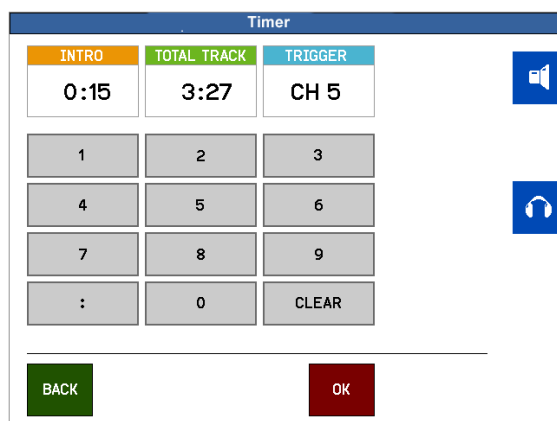 Timer
INTRO TOTAL TRACK TRIGGER
0:15 3:27 CH 5
1 2 3
4 5 6
7 8 9
: 0 CLEAR
BACK OK